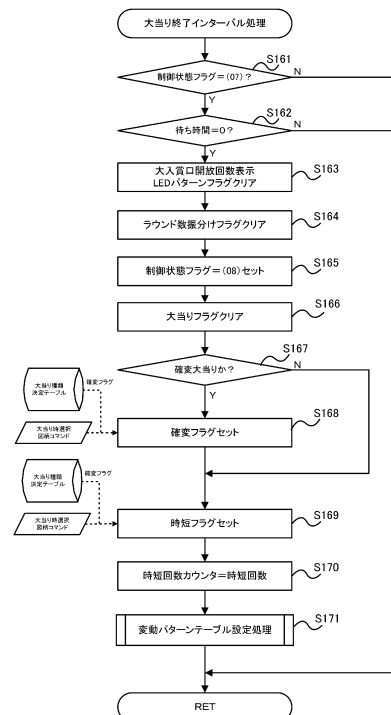 大当り終了インターバル処理
S161
制御状態フラグ=(07)?
N
Y
S162
待ち時間=0?
N
Y
S163
大入賞口開放回数表示
LEDパターンフラグクリア
S164
ラウンド数振分けフラグクリア
S165
制御状態フラグ=(08)セット
S166
大当りフラグクリア
S167
確変大当りか?
N
Y
大当り種類
決定テーブル
確変フラグ
大当り時選択
図柄コマンド
S168
確変フラグセット
大当り種類
決定テーブル
確変フラグ
大当り時選択
図柄コマンド
S169
時短フラグセット
S170
時短回数カウンタ=時短回数
S171
変動パターンテーブル設定処理
RET